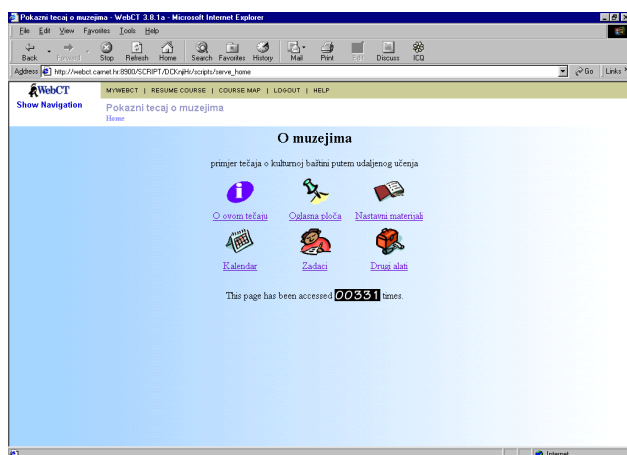 Pokazni tecaj o muzejima - WebCT 3.8.1a - Microsoft Internet Explorer
File Edit View Favorites Tools Help
Back Forward Stop Refresh Home Search Favorites History Mail Print Edit Discuss ICQ
Address http://webct.carnet.hr:8900/SCRIPT/DCKnjiH/scripts/serve_home Go Links
WebCT MYWEBCT | RESUME COURSE | COURSE MAP | LOGOUT | HELP
Show Navigation Pokazni tecaj o muzejima
Home
O muzejima
primjer tečaja o kulturnoj baštini putem udaljenog učenja
O ovom tečaju Oglasna ploča Nastavni materijali
Kalendar Zadaci Drugi alati
This page has been accessed 00331 times.
Internet